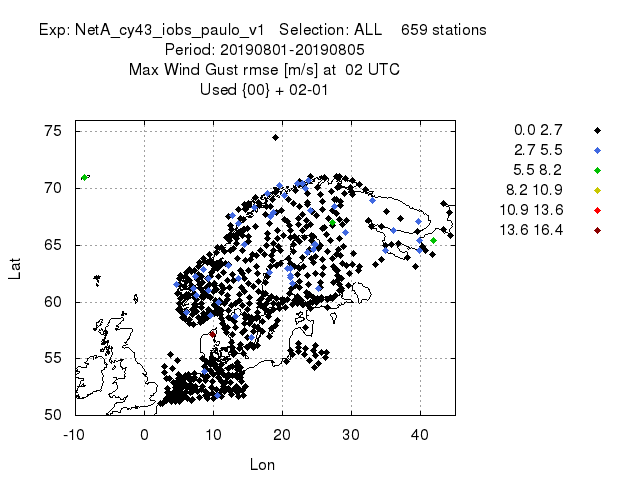 Exp: NetA_cy43_iobs_paulo_v1 Selection: ALL 659 stations
Period: 20190801-20190805
Max Wind Gust rmse [m/s] at 02 UTC
Used {00} + 02-01
75
70
65
60
55
50
Lat
-10 0 10 20 30 40
Lon
0.0 2.7
2.7 5.5
5.5 8.2
8.2 10.9
10.9 13.6
13.6 16.4